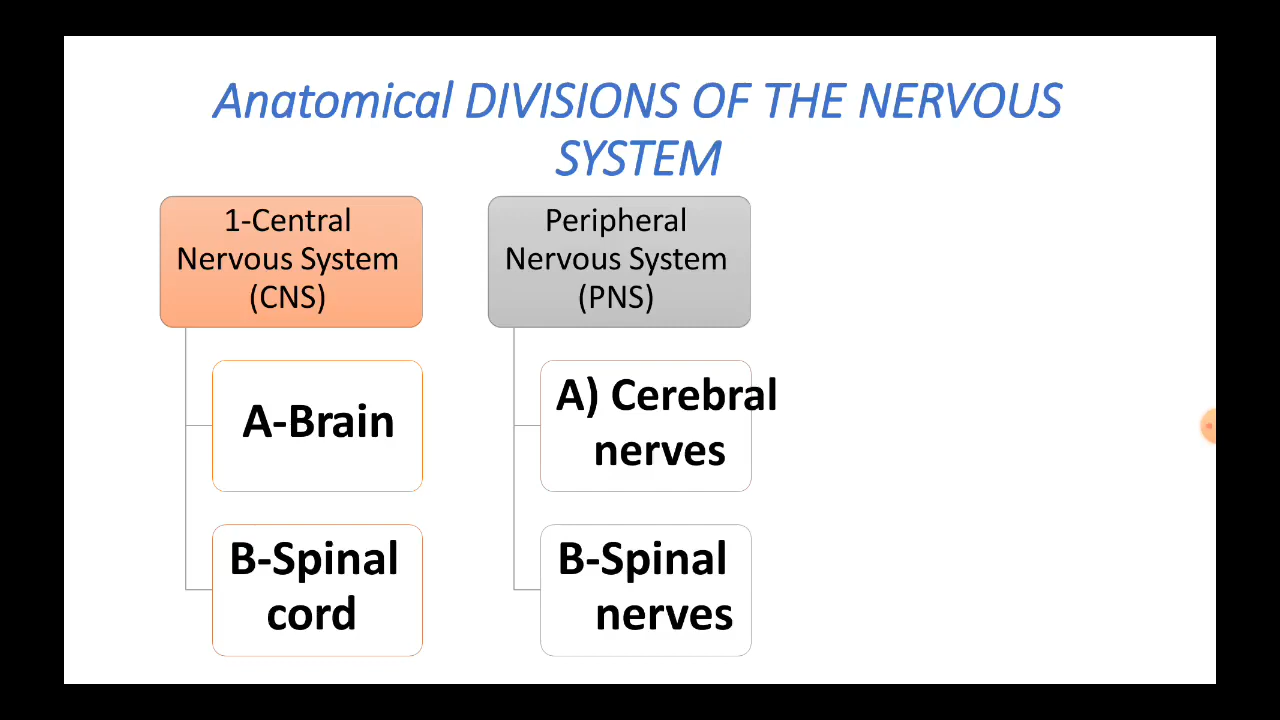 Anatomical DIVISIONS OF THE NERVOUS
SYSTEM
1-Central
Nervous System
(CNS)
A-Brain
B-Spinal
cord
Peripheral
Nervous System
(PNS)
A) Cerebral
nerves
B-Spinal
nerves